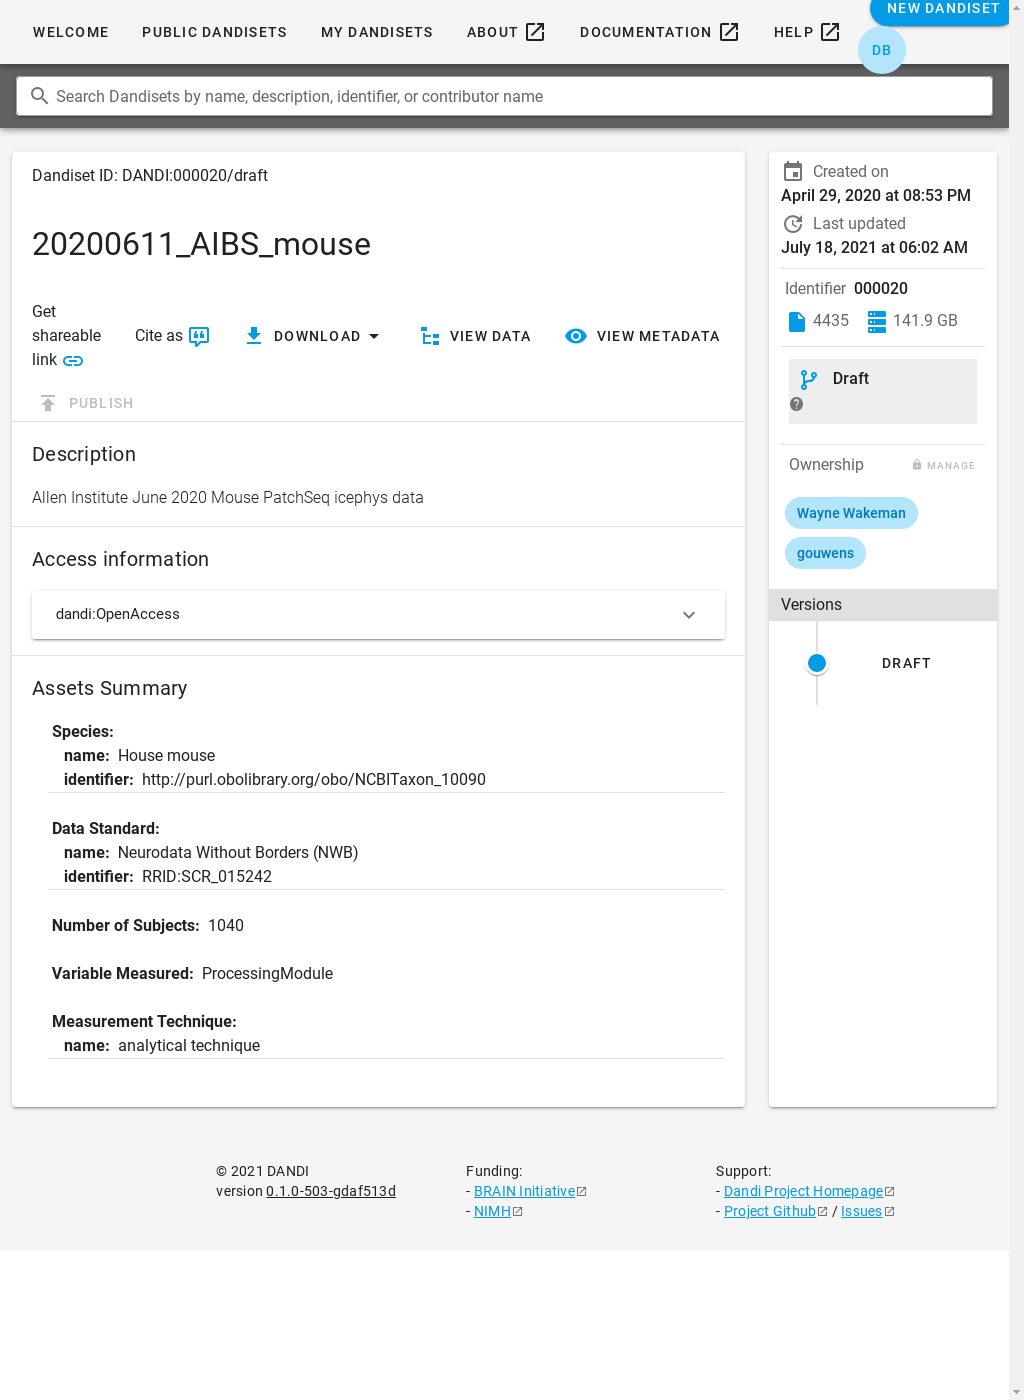 WELCOME PUBLIC DANDISETS MY DANDISETS ABOUT DOCUMENTATION HELP NEW DANDISET
DB
Search Dandisets by name, description, identifier, or contributor name
Dandiset ID: DANDI:000020/draft
20200611_AIBS_mouse
Get
shareable
link
Cite as
DOWNLOAD
VIEW DATA
VIEW METADATA
PUBLISH
Description
Allen Institute June 2020 Mouse PatchSeq icephys data
Access information
dandi:OpenAccess
Assets Summary
Species:
name: House mouse
identifier: http://purl.obolibrary.org/obo/NCBITaxon_10090
Data Standard:
name: Neurodata Without Borders (NWB)
identifier: RRID:SCR_015242
Number of Subjects: 1040
Variable Measured: ProcessingModule
Measurement Technique:
name: analytical technique
Created on
April 29, 2020 at 08:53 PM
Last updated
July 18, 2021 at 06:02 AM
Identifier 000020
4435 141.9 GB
Draft
Ownership MANAGE
Wayne Wakeman
gouwens
Versions
DRAFT
© 2021 DANDI
version 0.1.0-503-gdaf513d
Funding:
- BRAIN Initiative
- NIMH
Support:
- Dandi Project Homepage
- Project Github / Issues